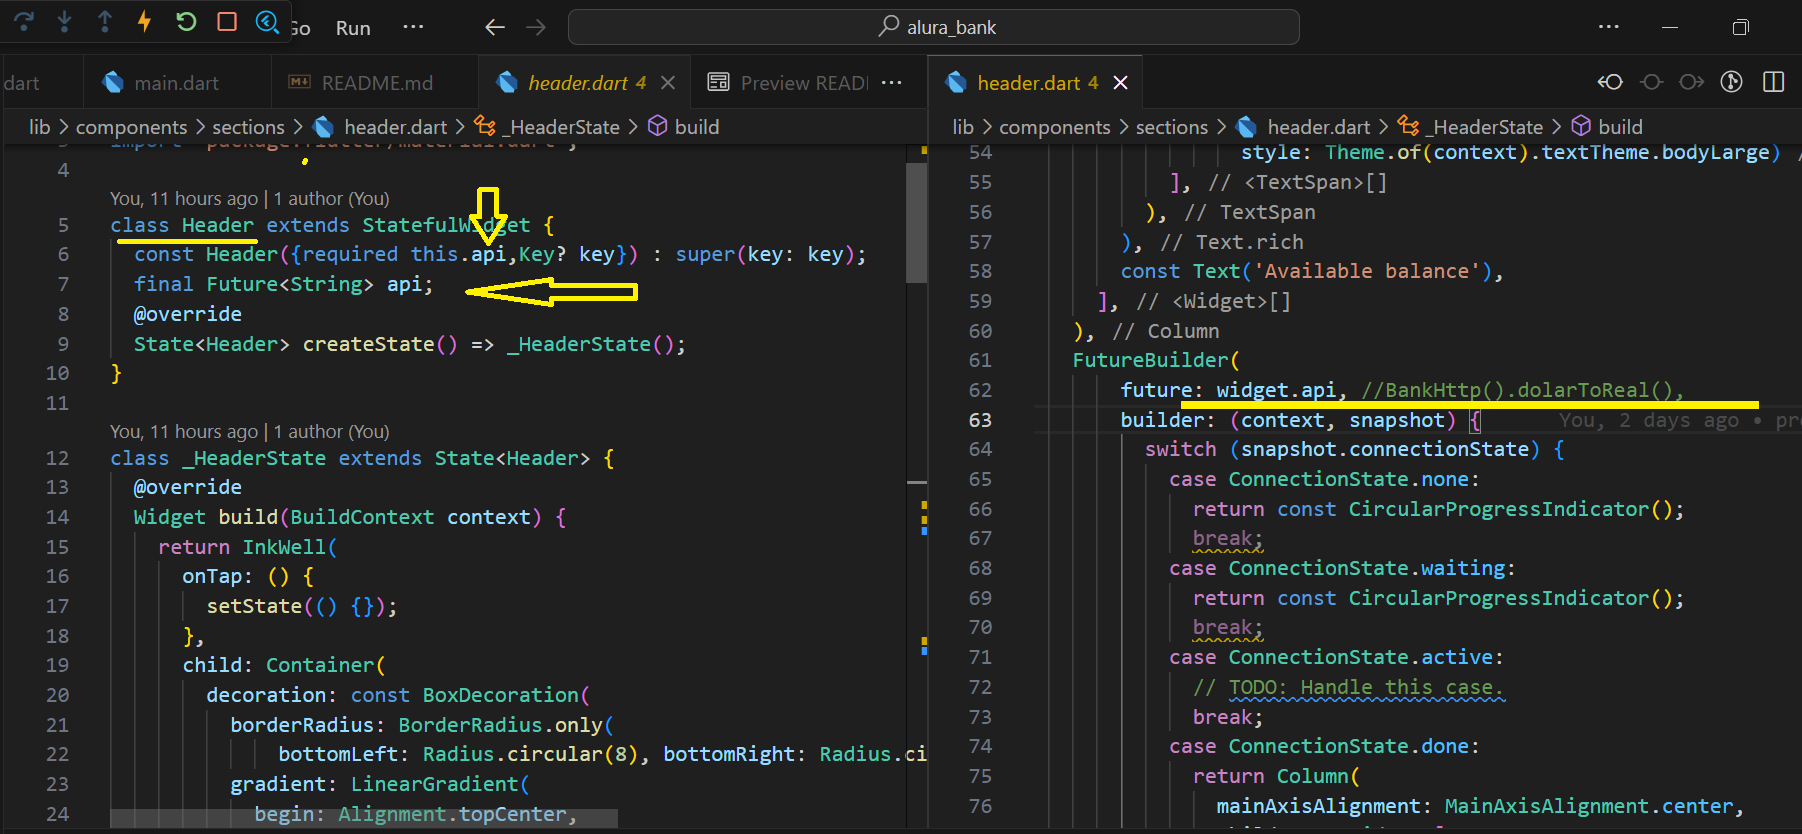 Go Run ··· alura_bank ···
dart main.dart README.md header.dart 4 Preview READ ··· header.dart 4
lib > components > sections > header.dart > _HeaderState > build
4
You, 11 hours ago | 1 author (You)
5 class Header extends StatefulWidget {
6 const Header({required this.api,Key? key}) : super(key: key);
7 final Future<String> api;
8 @override
9 State<Header> createState() => _HeaderState();
10 }
11
You, 11 hours ago | 1 author (You)
12 class _HeaderState extends State<Header> {
13 @override
14 Widget build(BuildContext context) {
15 return InkWell(
16 onTap: () {
17 setState(() {});
18 },
19 child: Container(
20 decoration: const BoxDecoration(
21 borderRadius: BorderRadius.only(
22 bottomLeft: Radius.circular(8), bottomRight: Radius.ci
23 gradient: LinearGradient(
24 begin: Alignment.topCenter,
lib > components > sections > header.dart > _HeaderState > build
54 style: Theme.of(context).textTheme.bodyLarge) /
55 ], // <TextSpan>[]
56 ), // TextSpan
57 ), // Text.rich
58 const Text('Available balance'),
59 ], // <Widget>[]
60 ), // Column
61 FutureBuilder(
62 future: widget.api, //BankHttp().dolarToReal(),
63 builder: (context, snapshot) { You, 2 days ago • pr
64 switch (snapshot.connectionState) {
65 case ConnectionState.none:
66 return const CircularProgressIndicator();
67 break;
68 case ConnectionState.waiting:
69 return const CircularProgressIndicator();
70 break;
71 case ConnectionState.active:
72 // TODO: Handle this case.
73 break;
74 case ConnectionState.done:
75 return Column(
76 mainAxisAlignment: MainAxisAlignment.center,